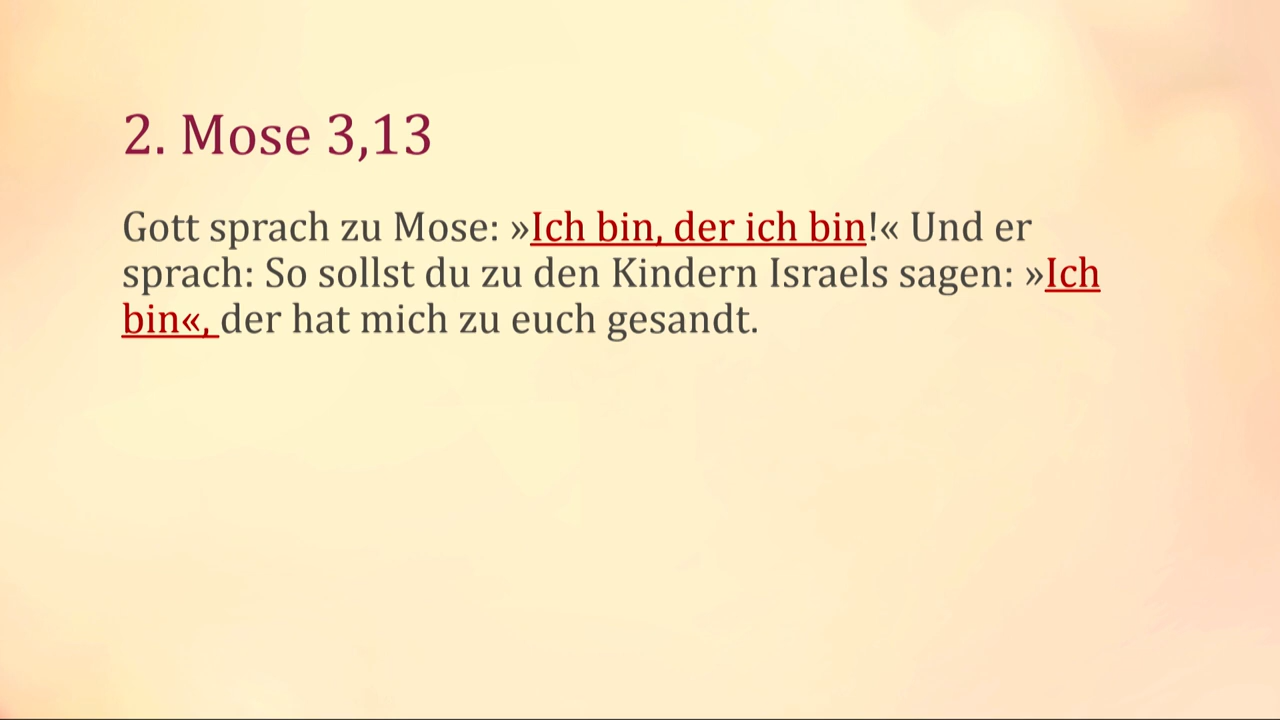 2. Mose 3,13
Gott sprach zu Mose: »Ich bin, der ich bin!« Und er
sprach: So sollst du zu den Kindern Israels sagen: »Ich
bin«, der hat mich zu euch gesandt.